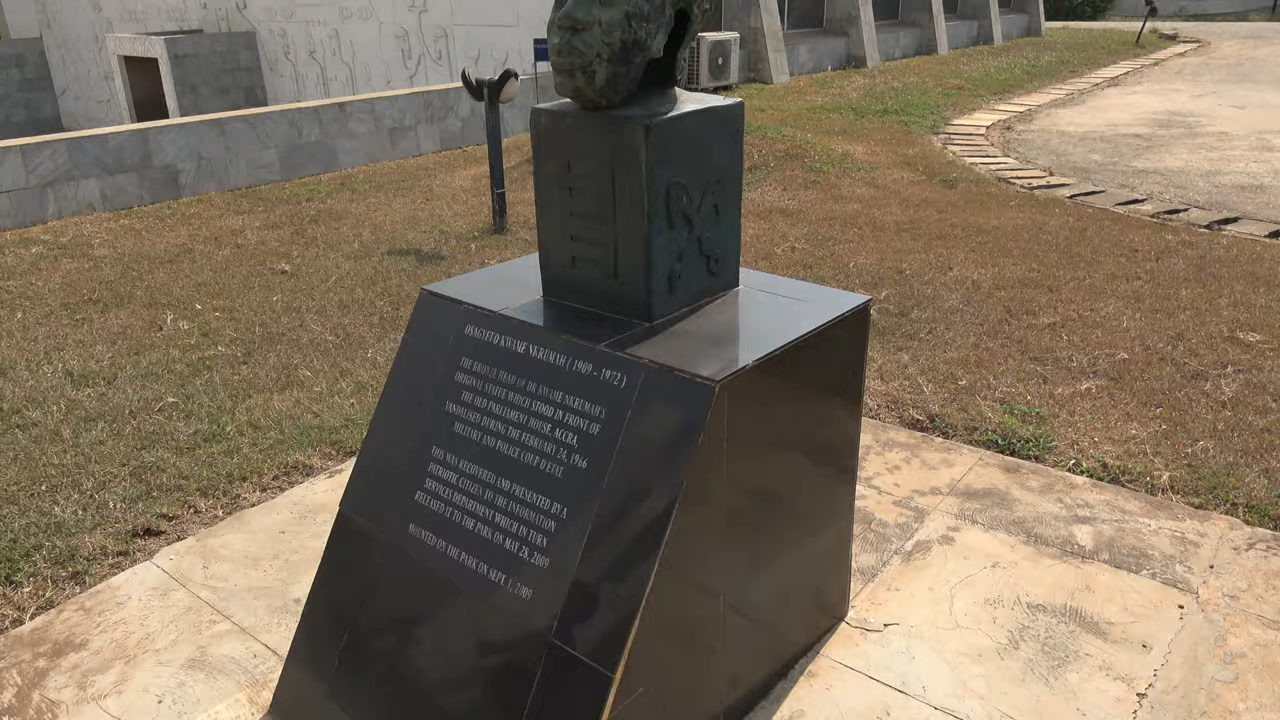 OSAGYEFO KWAME NKRUMAH ( 1909 - 1972 )
THE BRONZE HEAD OF DR KWAME NKRUMAH'S
ORIGINAL STATUE WHICH STOOD IN FRONT OF
THE OLD PARLIAMENT HOUSE, ACCRA,
VANDALISED DURING THE FEBRUARY 24, 1966
MILITARY AND POLICE COUP D'ETAT.
THIS WAS RECOVERED AND PRESENTED BY A
PATRIOTIC CITIZEN TO THE INFORMATION
SERVICES DEPARTMENT WHICH IN TURN
RELEASED IT TO THE PARK ON MAY 28, 2009
MOUNTED ON THE PARK ON SEPT. 1, 2009